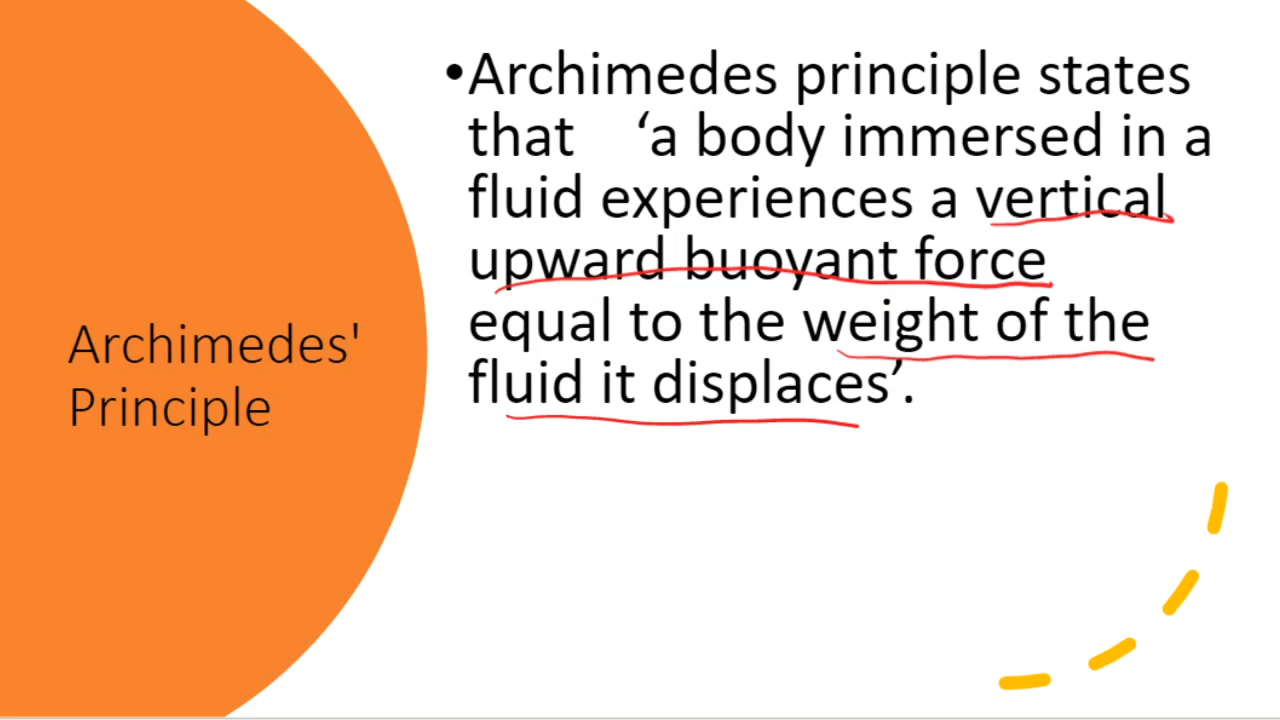 Archimedes'
Principle
•Archimedes principle states
that ‘a body immersed in a
fluid experiences a vertical
upward buoyant force
equal to the weight of the
fluid it displaces’.